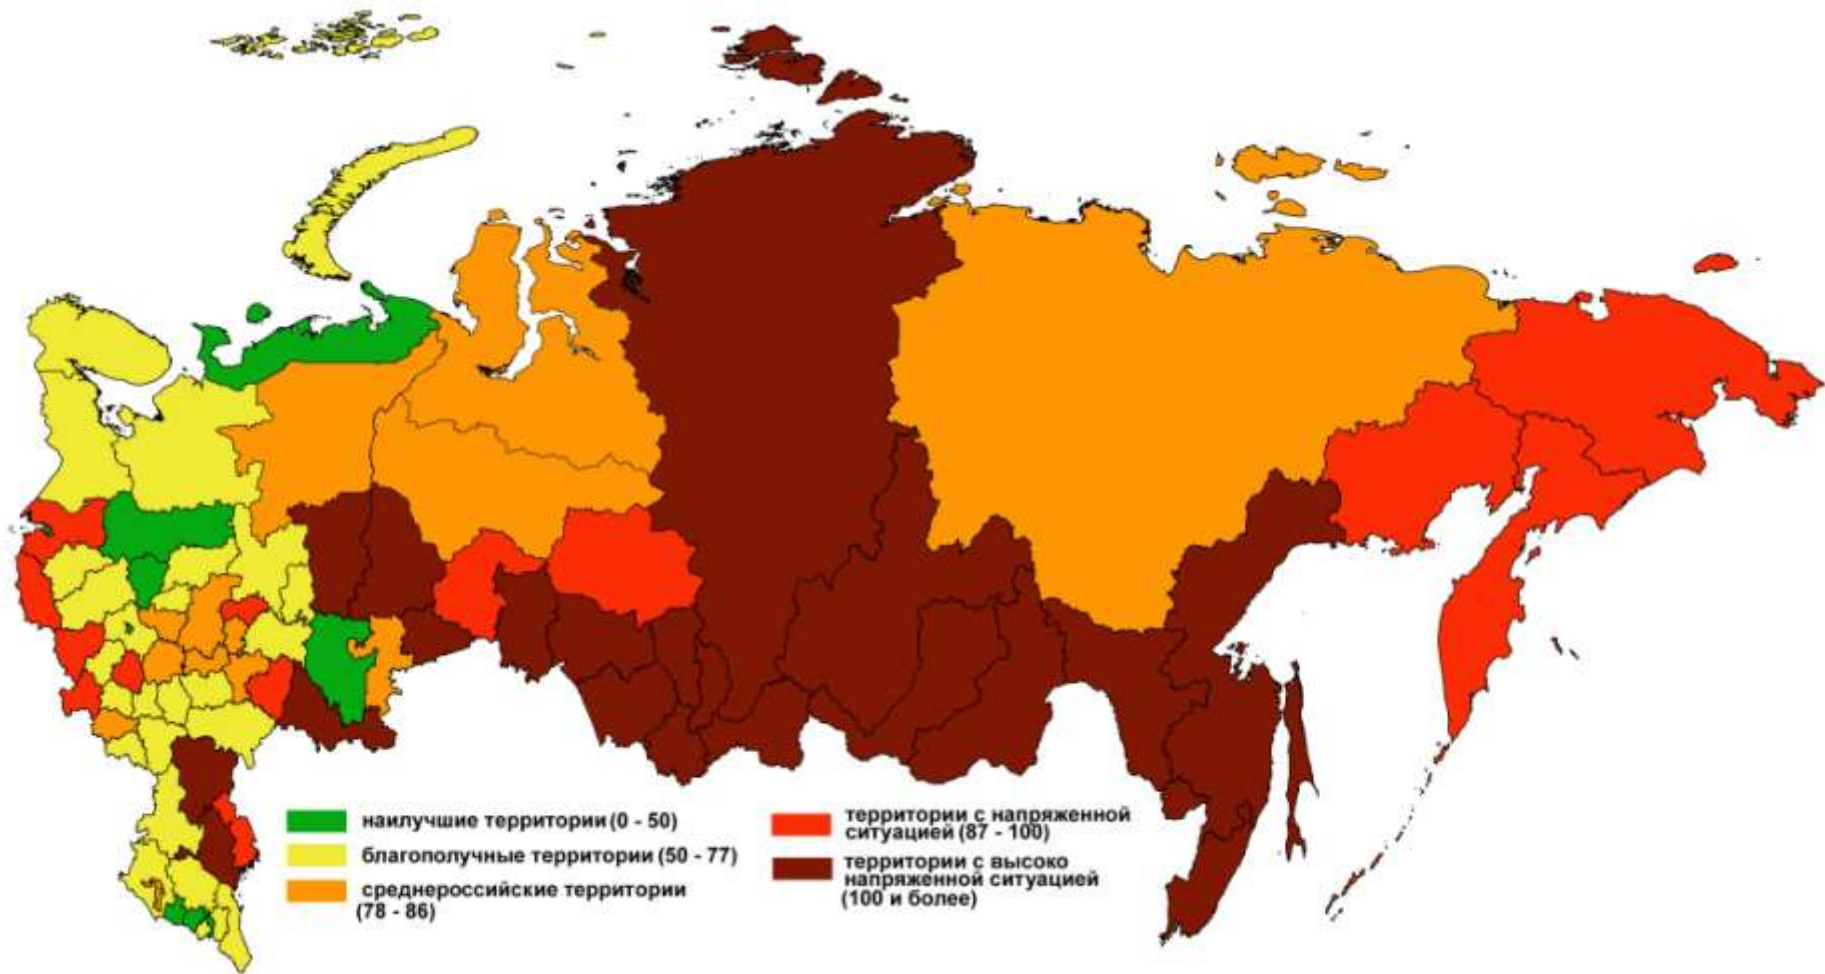 наилучшие территории (0 - 50)
благополучные территории (50 - 77)
среднероссийские территории
(78 - 86)
территории с напряженной
ситуацией (87 - 100)
территории с высоко
напряженной ситуацией
(100 и более)